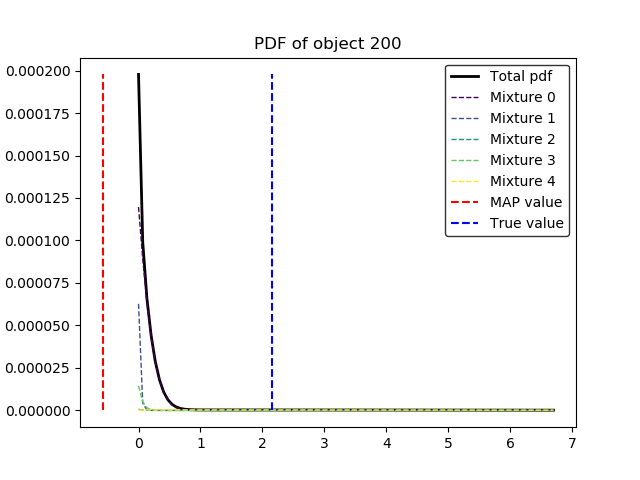 PDF of object 200
0.000200
0.000175
0.000150
0.000125
0.000100
0.000075
0.000050
0.000025
0.000000
0 1 2 3 4 5 6 7
Total pdf
Mixture 0
Mixture 1
Mixture 2
Mixture 3
Mixture 4
MAP value
True value